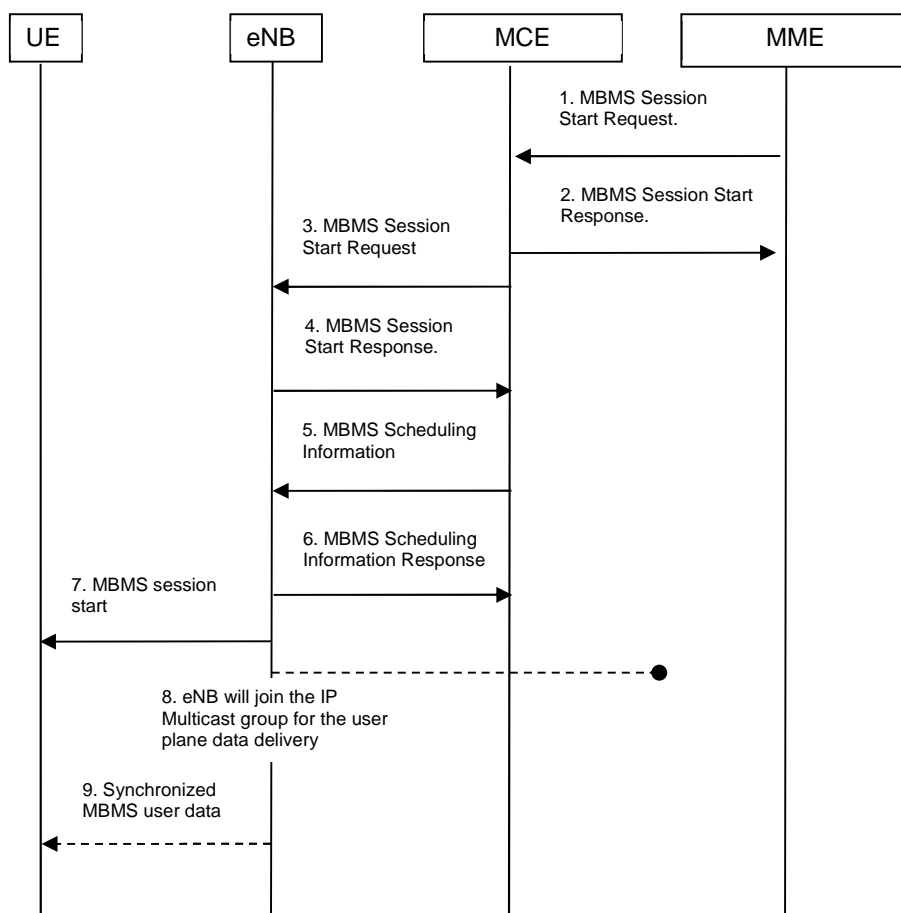 UE
eNB
MCE
MME
1. MBMS Session
Start Request.
2. MBMS Session Start
Response.
3. MBMS Session
Start Request
4. MBMS Session
Start Response.
5. MBMS Scheduling
Information
6. MBMS Scheduling
Information Response
7. MBMS session
start
8. eNB will join the IP
Multicast group for the user
plane data delivery
9. Synchronized
MBMS user data